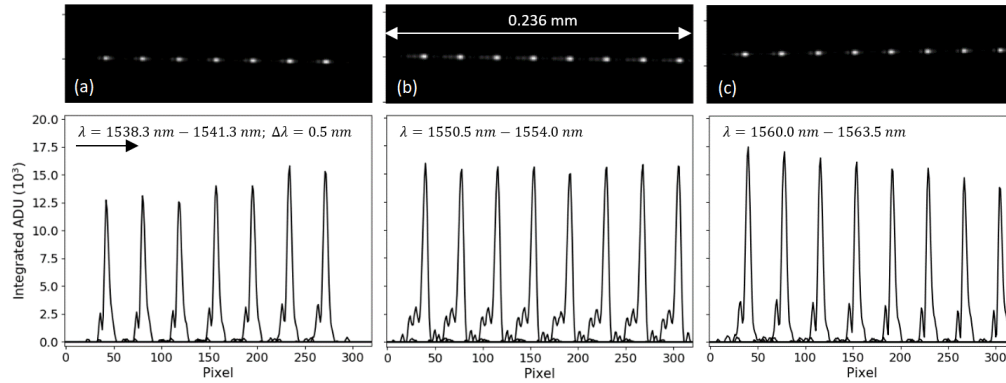 0.236 mm
(a)
(b)
(c)
λ = 1538.3 nm − 1541.3 nm; Δλ = 0.5 nm
λ = 1550.5 nm − 1554.0 nm
λ = 1560.0 nm − 1563.5 nm
Integrated ADU (10³)
20.0
17.5
15.0
12.5
10.0
7.5
5.0
2.5
0.0
0 50 100 150 200 250 300
0 50 100 150 200 250 300
0 50 100 150 200 250 300
Pixel
Pixel
Pixel